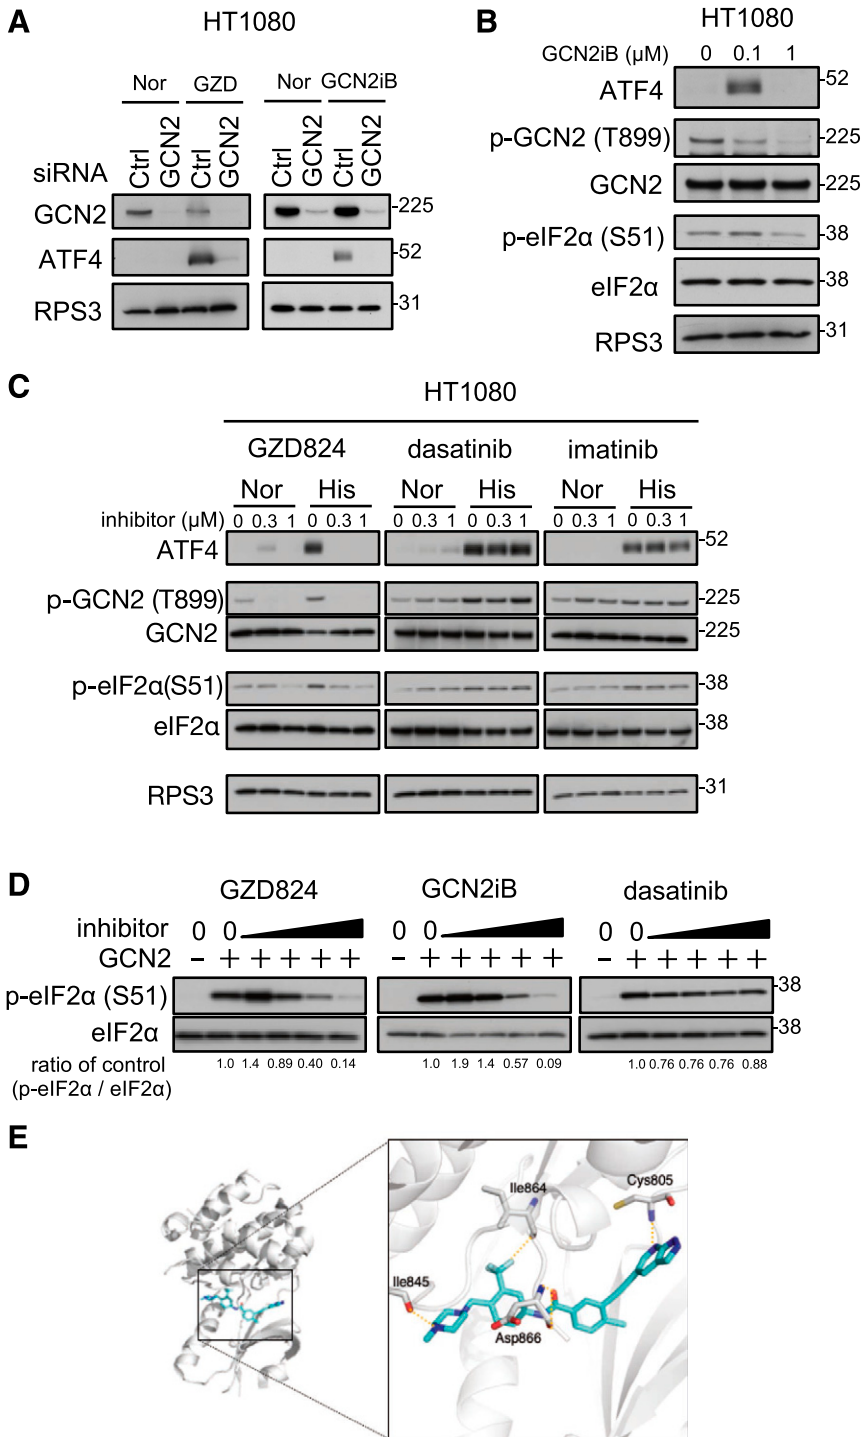 A
HT1080
Nor GZD Nor GCN2iB
siRNA Ctrl GCN2 Ctrl GCN2 Ctrl GCN2 Ctrl GCN2
GCN2 -225
ATF4 -52
RPS3 -31
B
HT1080
GCN2iB (μM) 0 0.1 1
ATF4 -52
p-GCN2 (T899) -225
GCN2 -225
p-eIF2α (S51) -38
eIF2α -38
RPS3 -31
C
HT1080
GZD824 dasatinib imatinib
Nor His Nor His Nor His
inhibitor (μM) 0 0.3 1 0 0.3 1 0 0.3 1 0 0.3 1 0 0.3 1 0 0.3 1
ATF4 -52
p-GCN2 (T899) -225
GCN2 -225
p-eIF2α(S51) -38
eIF2α -38
RPS3 -31
D
GZD824 GCN2iB dasatinib
inhibitor 0 0 0 0 0 0
GCN2 − + + + + + − + + + + + − + + + + +
p-eIF2α (S51) -38
eIF2α -38
ratio of control 1.0 1.4 0.89 0.40 0.14 1.0 1.9 1.4 0.57 0.09 1.0 0.76 0.76 0.76 0.88
(p-eIF2α / eIF2α)
E
Ile864 Cys805
Ile845
Asp866